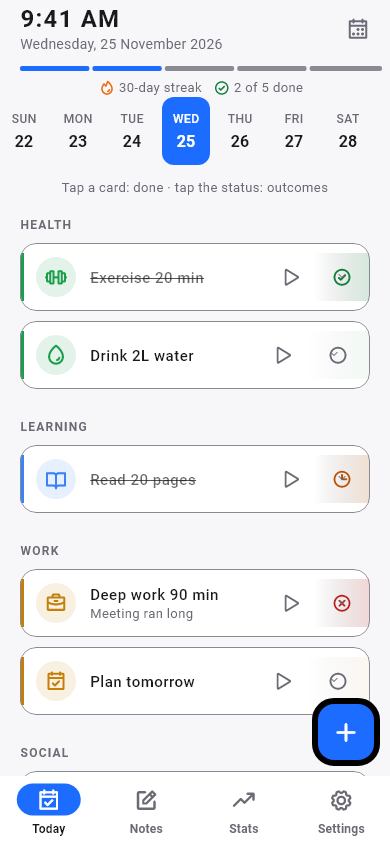 9:41 AM
Wednesday, 25 November 2026
30-day streak 2 of 5 done
SUN MON TUE WED THU FRI SAT
22 23 24 25 26 27 28
Tap a card: done · tap the status: outcomes
HEALTH
Exercise 20 min
Drink 2L water
LEARNING
Read 20 pages
WORK
Deep work 90 min
Meeting ran long
Plan tomorrow
SOCIAL
Today Notes Stats Settings